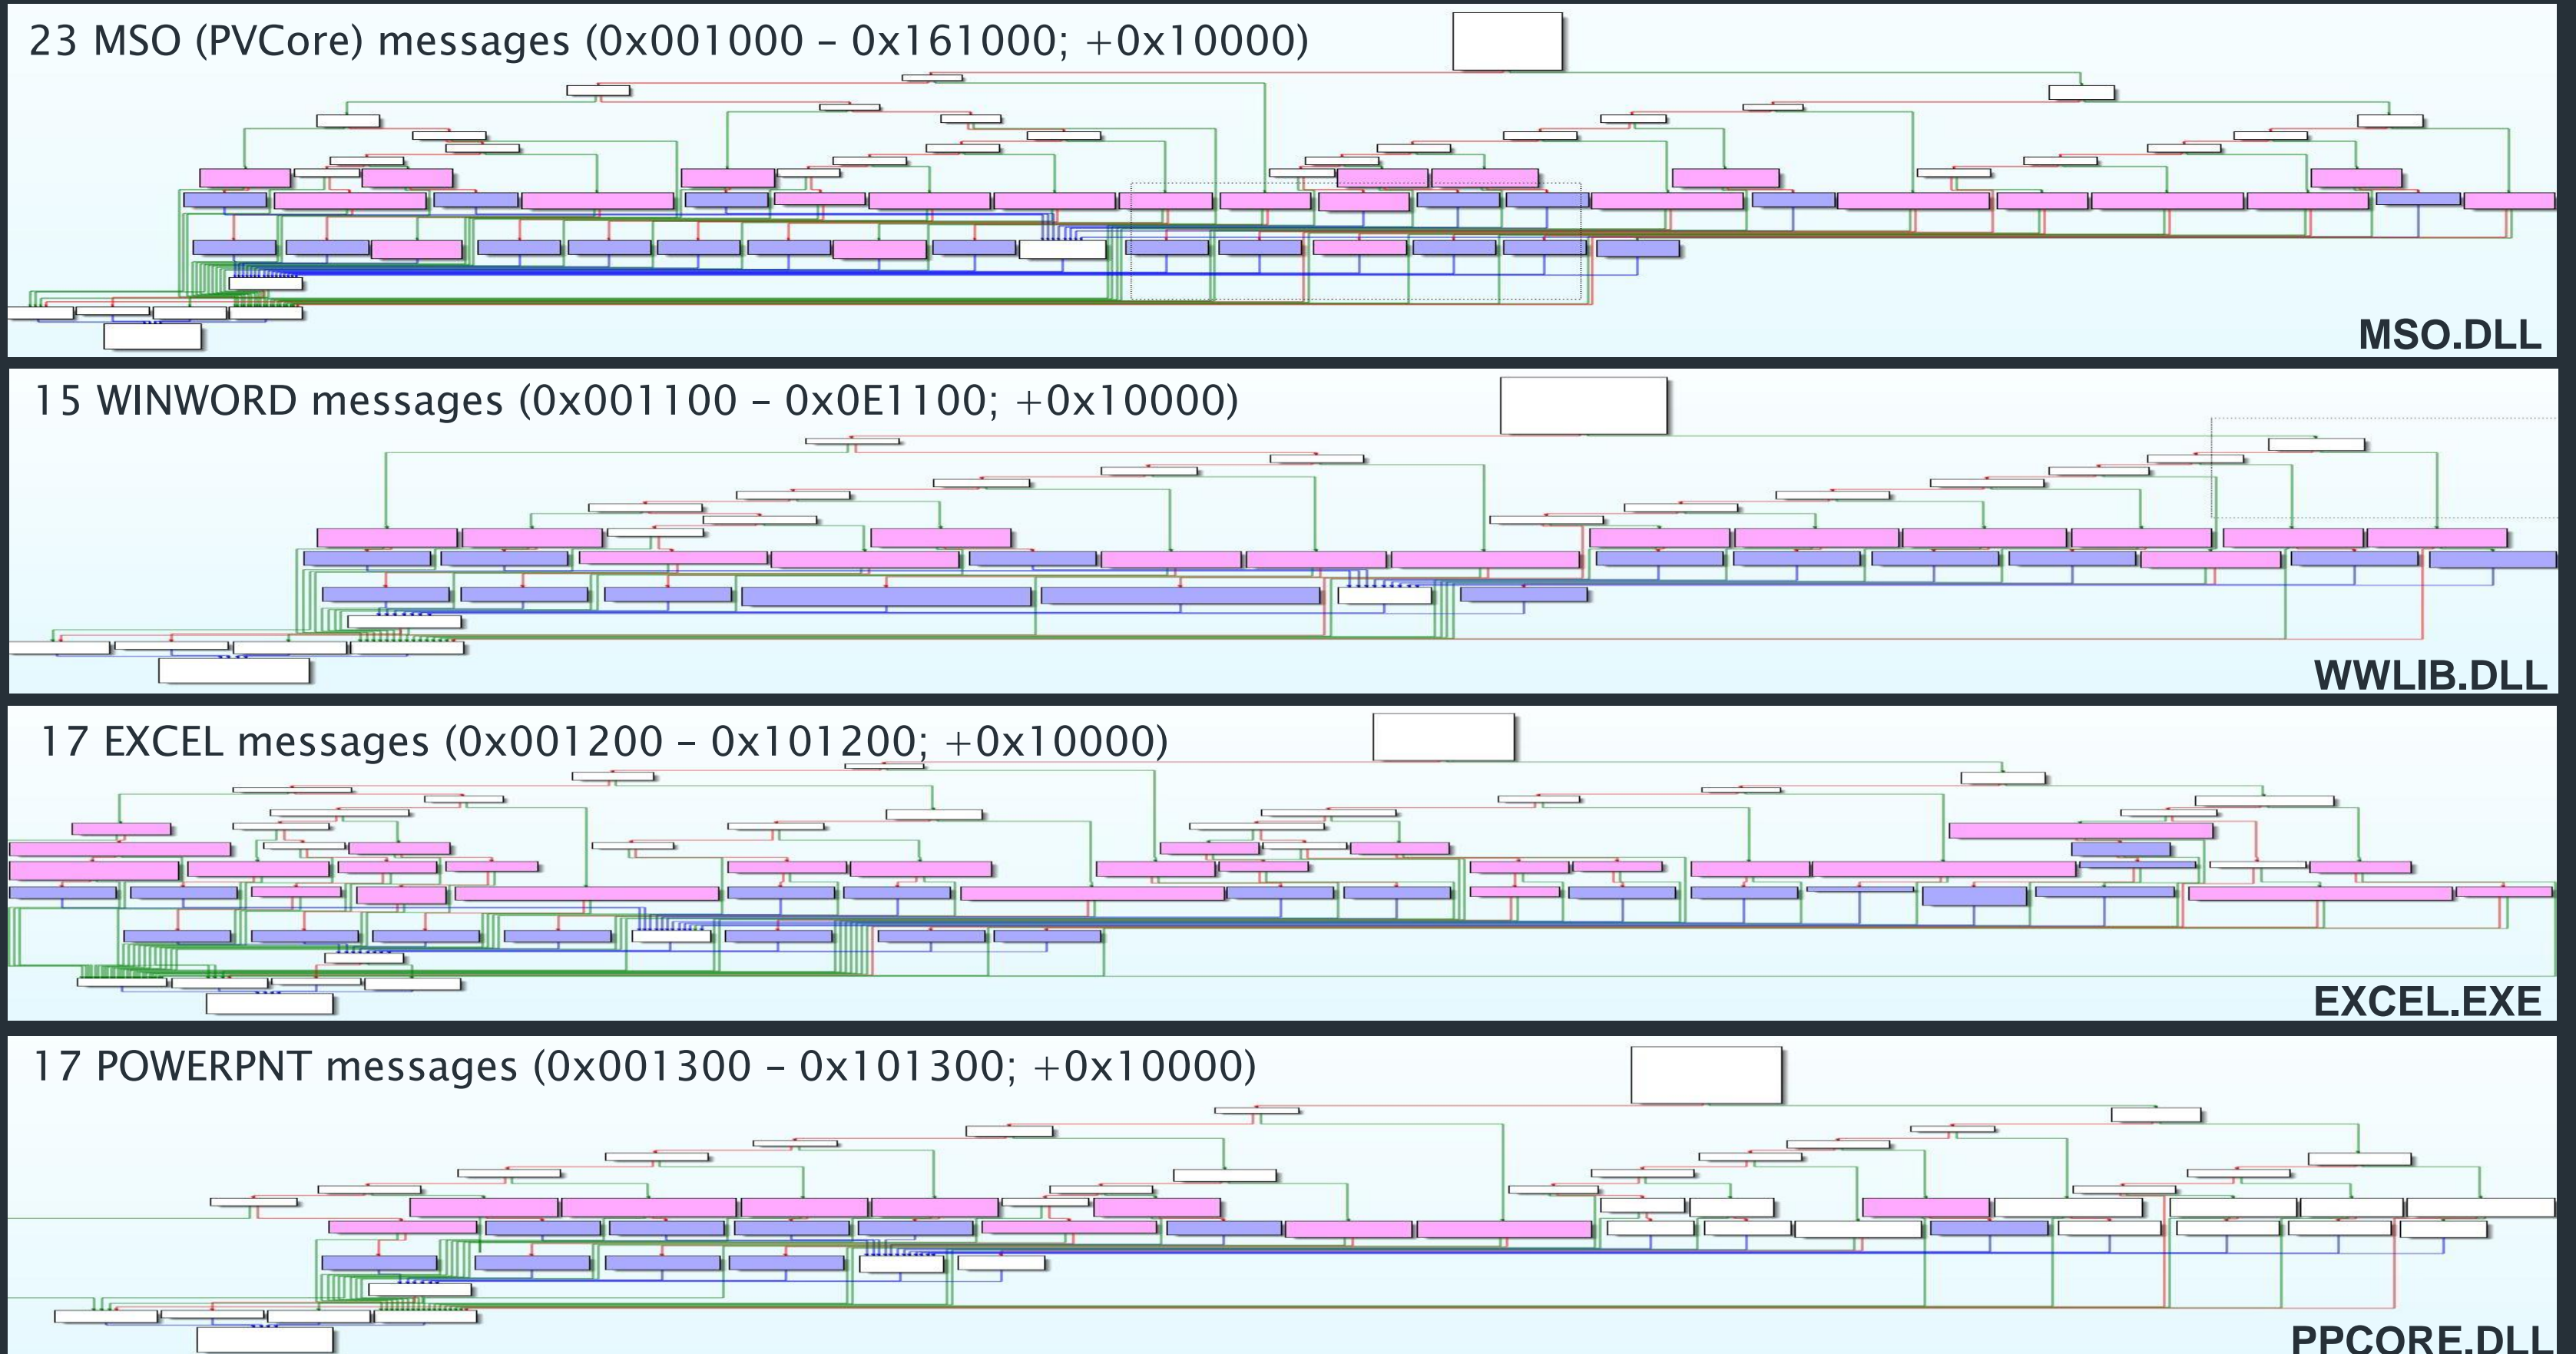 23 MSO (PVCore) messages (0x001000 – 0x161000; +0x10000)
MSO.DLL
15 WINWORD messages (0x001100 – 0x0E1100; +0x10000)
WWLIB.DLL
17 EXCEL messages (0x001200 – 0x101200; +0x10000)
EXCEL.EXE
17 POWERPNT messages (0x001300 – 0x101300; +0x10000)
PPCORE.DLL